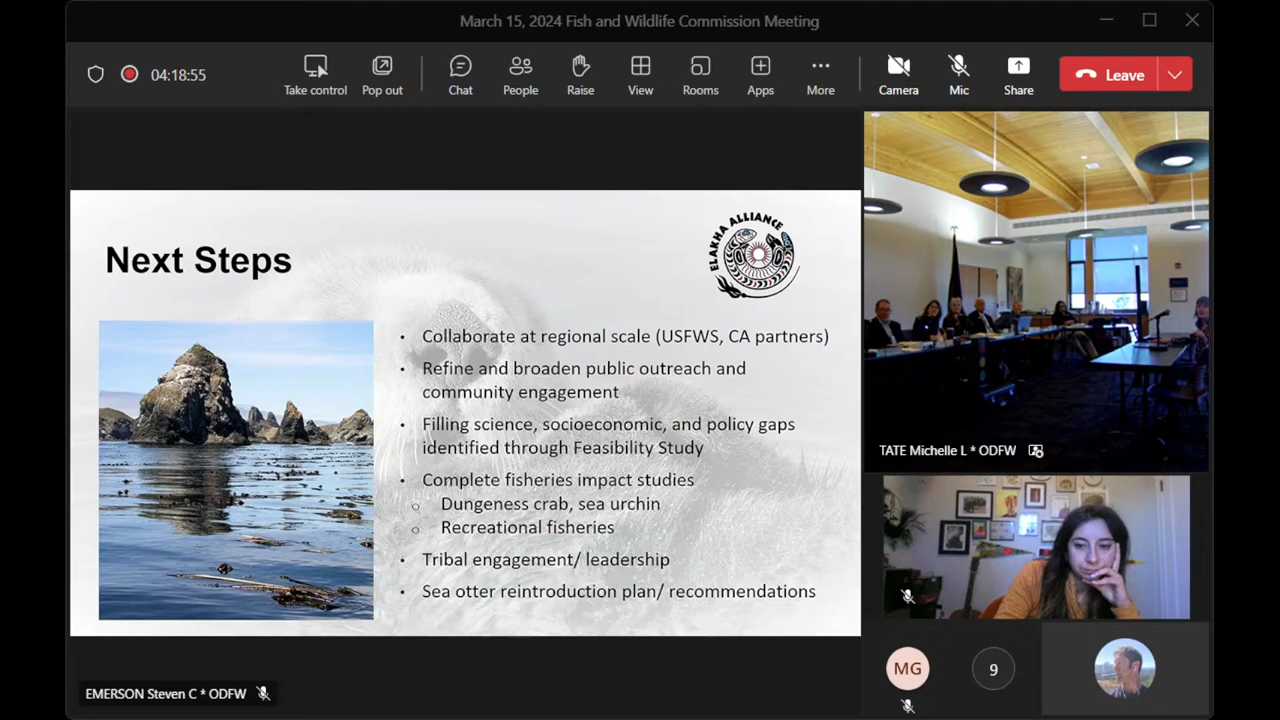 March 15, 2024 Fish and Wildlife Commission Meeting
04:18:55
Take control
Pop out
Chat
People
Raise
View
Rooms
Apps
More
Camera
Mic
Share
Leave
Next Steps
ELAKHA ALLIANCE
• Collaborate at regional scale (USFWS, CA partners)
• Refine and broaden public outreach and
community engagement
• Filling science, socioeconomic, and policy gaps
identified through Feasibility Study
• Complete fisheries impact studies
o Dungeness crab, sea urchin
o Recreational fisheries
• Tribal engagement/ leadership
• Sea otter reintroduction plan/ recommendations
TATE Michelle L * ODFW
MG
9
EMERSON Steven C * ODFW